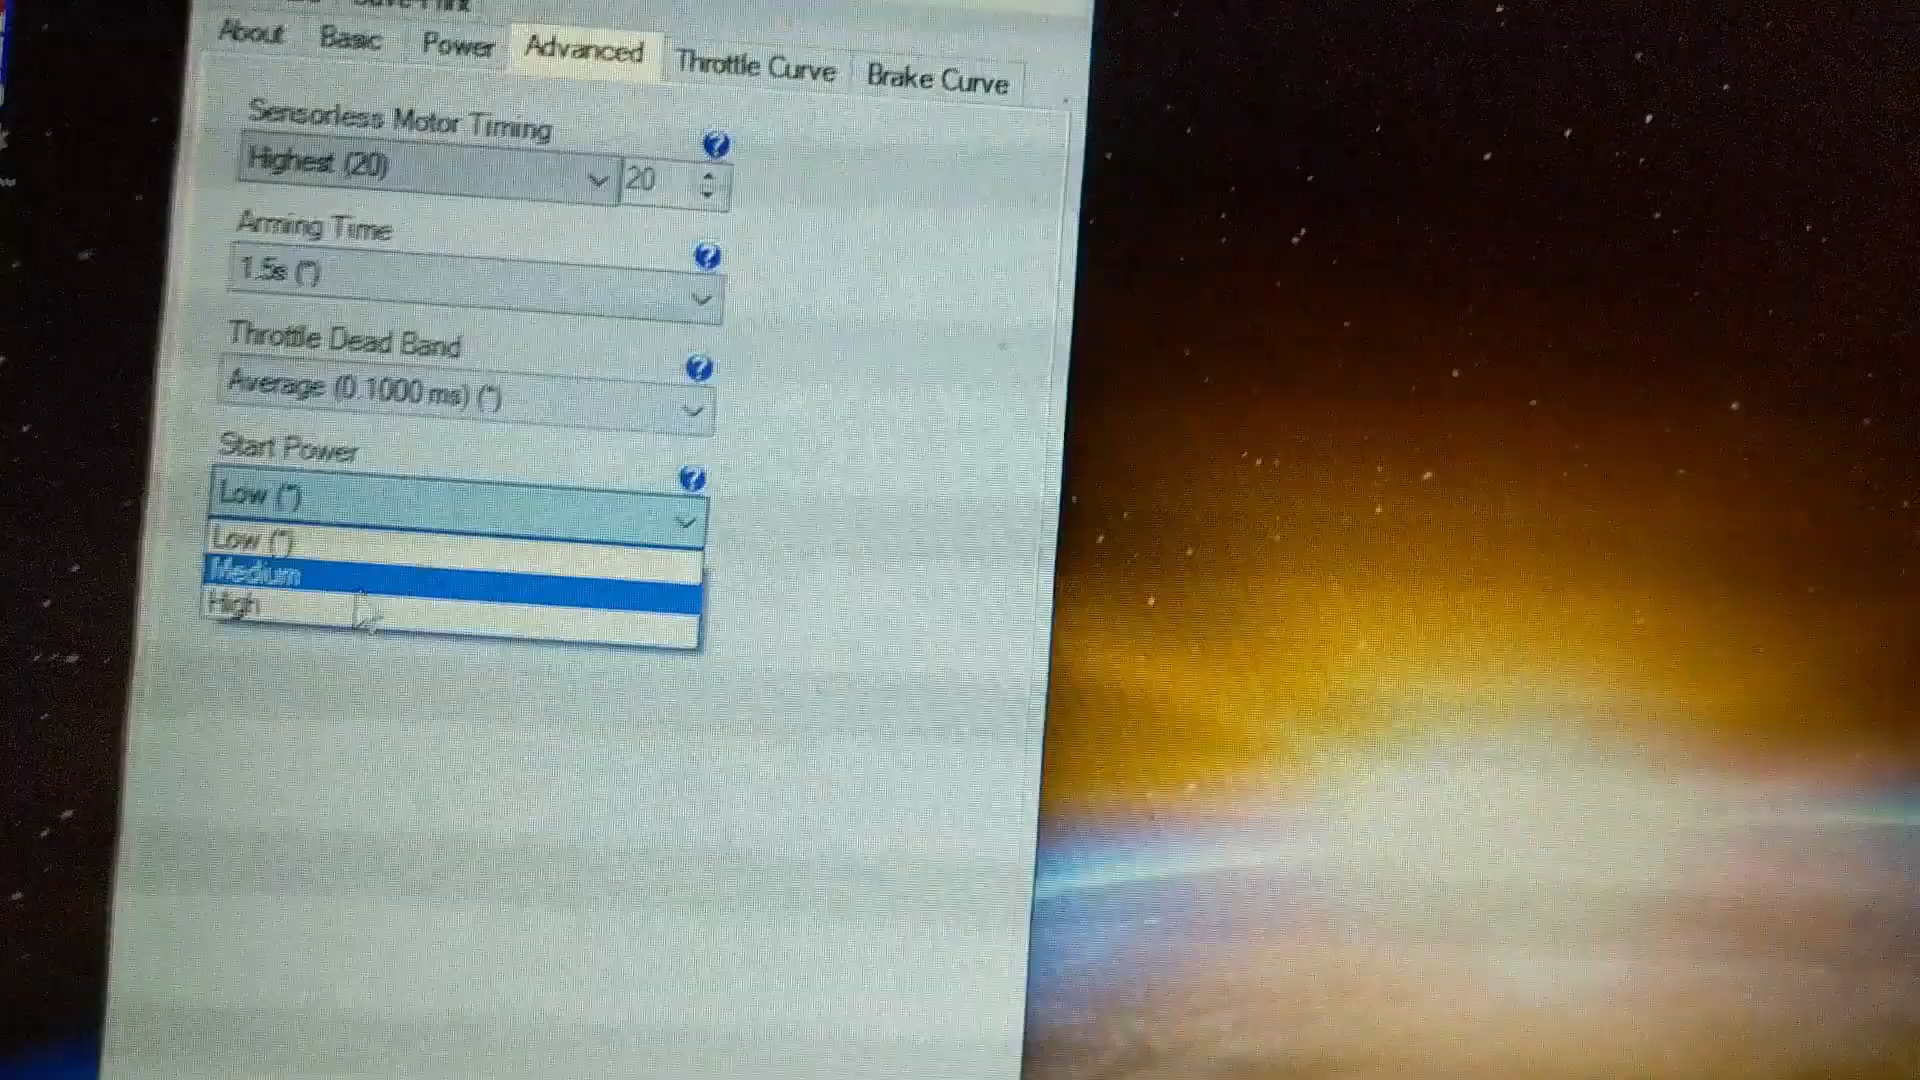 About Basic Power Advanced Throttle Curve Brake Curve
Sensorless Motor Timing
Highest (20) 20
Arming Time
1.5s (*)
Throttle Dead Band
Average (0.1000 ms) (*)
Start Power
Low (*)
Low (*)
Medium
High